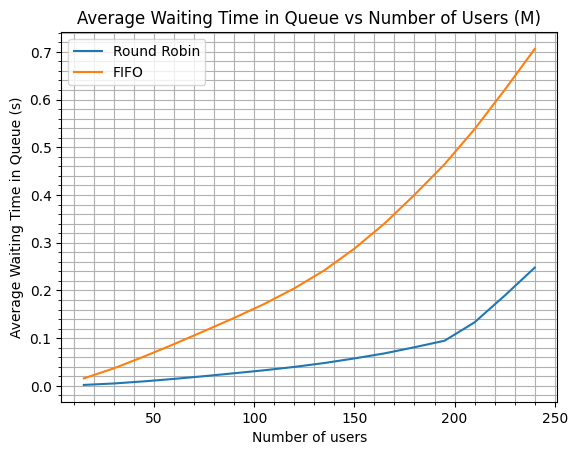 Average Waiting Time in Queue vs Number of Users (M)
Round Robin
FIFO
Average Waiting Time in Queue (s)
0.7
0.6
0.5
0.4
0.3
0.2
0.1
0.0
50 100 150 200 250
Number of users